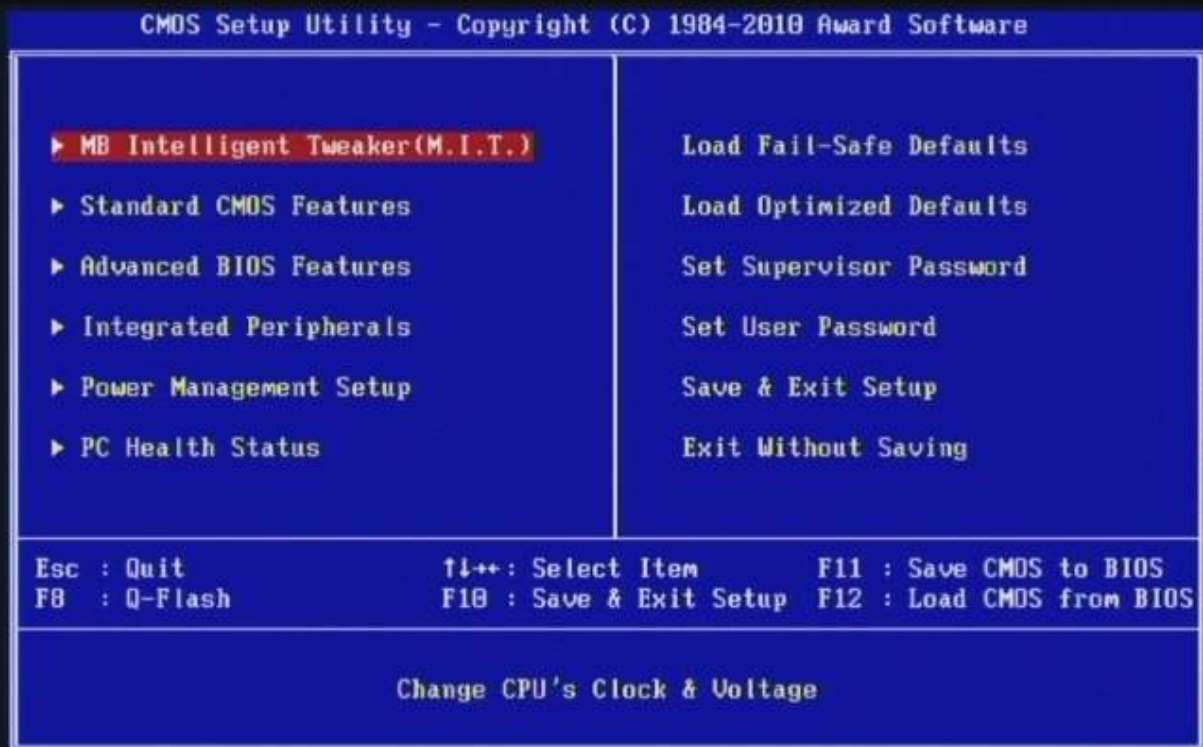 CMOS Setup Utility - Copyright (C) 1984-2010 Award Software
▶ MB Intelligent Tweaker(M.I.T.)
▶ Standard CMOS Features
▶ Advanced BIOS Features
▶ Integrated Peripherals
▶ Power Management Setup
▶ PC Health Status
Load Fail-Safe Defaults
Load Optimized Defaults
Set Supervisor Password
Set User Password
Save & Exit Setup
Exit Without Saving
Esc : Quit ↑↓→←: Select Item F11 : Save CMOS to BIOS
F8 : Q-Flash F10 : Save & Exit Setup F12 : Load CMOS from BIOS
Change CPU's Clock & Voltage